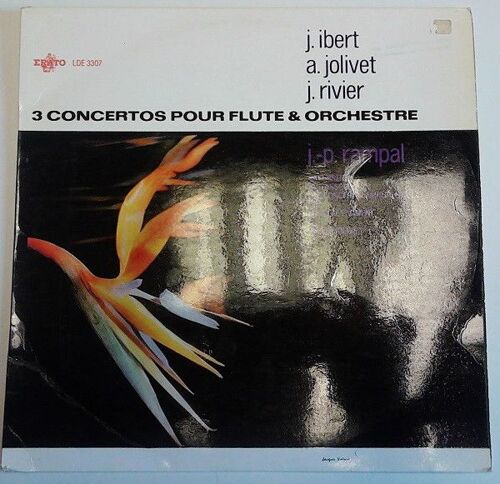 j. ibert
ERATO LDE 3307
a. jolivet
j. rivier
3 CONCERTOS POUR FLUTE & ORCHESTRE
j.-p. rampal